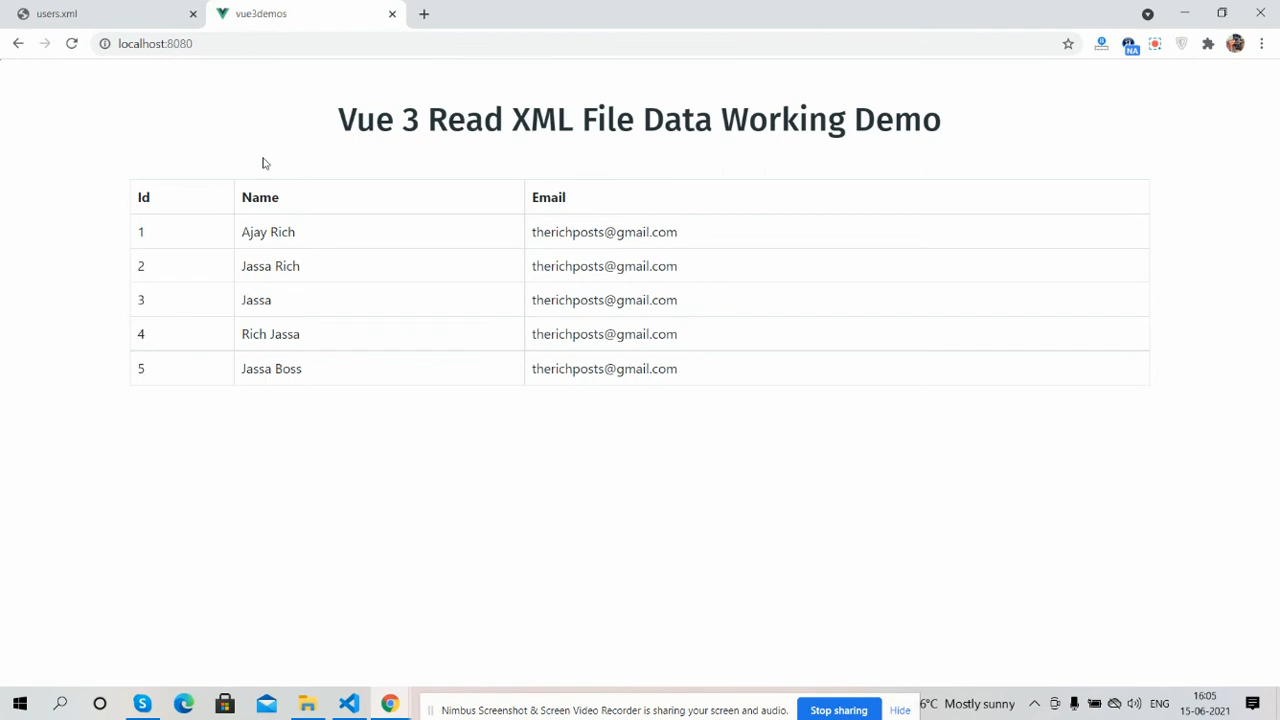 users.xml
vue3demos
localhost:8080
NA
Vue 3 Read XML File Data Working Demo
Id Name Email
1 Ajay Rich therichposts@gmail.com
2 Jassa Rich therichposts@gmail.com
3 Jassa therichposts@gmail.com
4 Rich Jassa therichposts@gmail.com
5 Jassa Boss therichposts@gmail.com
Nimbus Screenshot & Screen Video Recorder is sharing your screen and audio. Stop sharing Hide
6°C Mostly sunny
ENG
16:05
15-06-2021